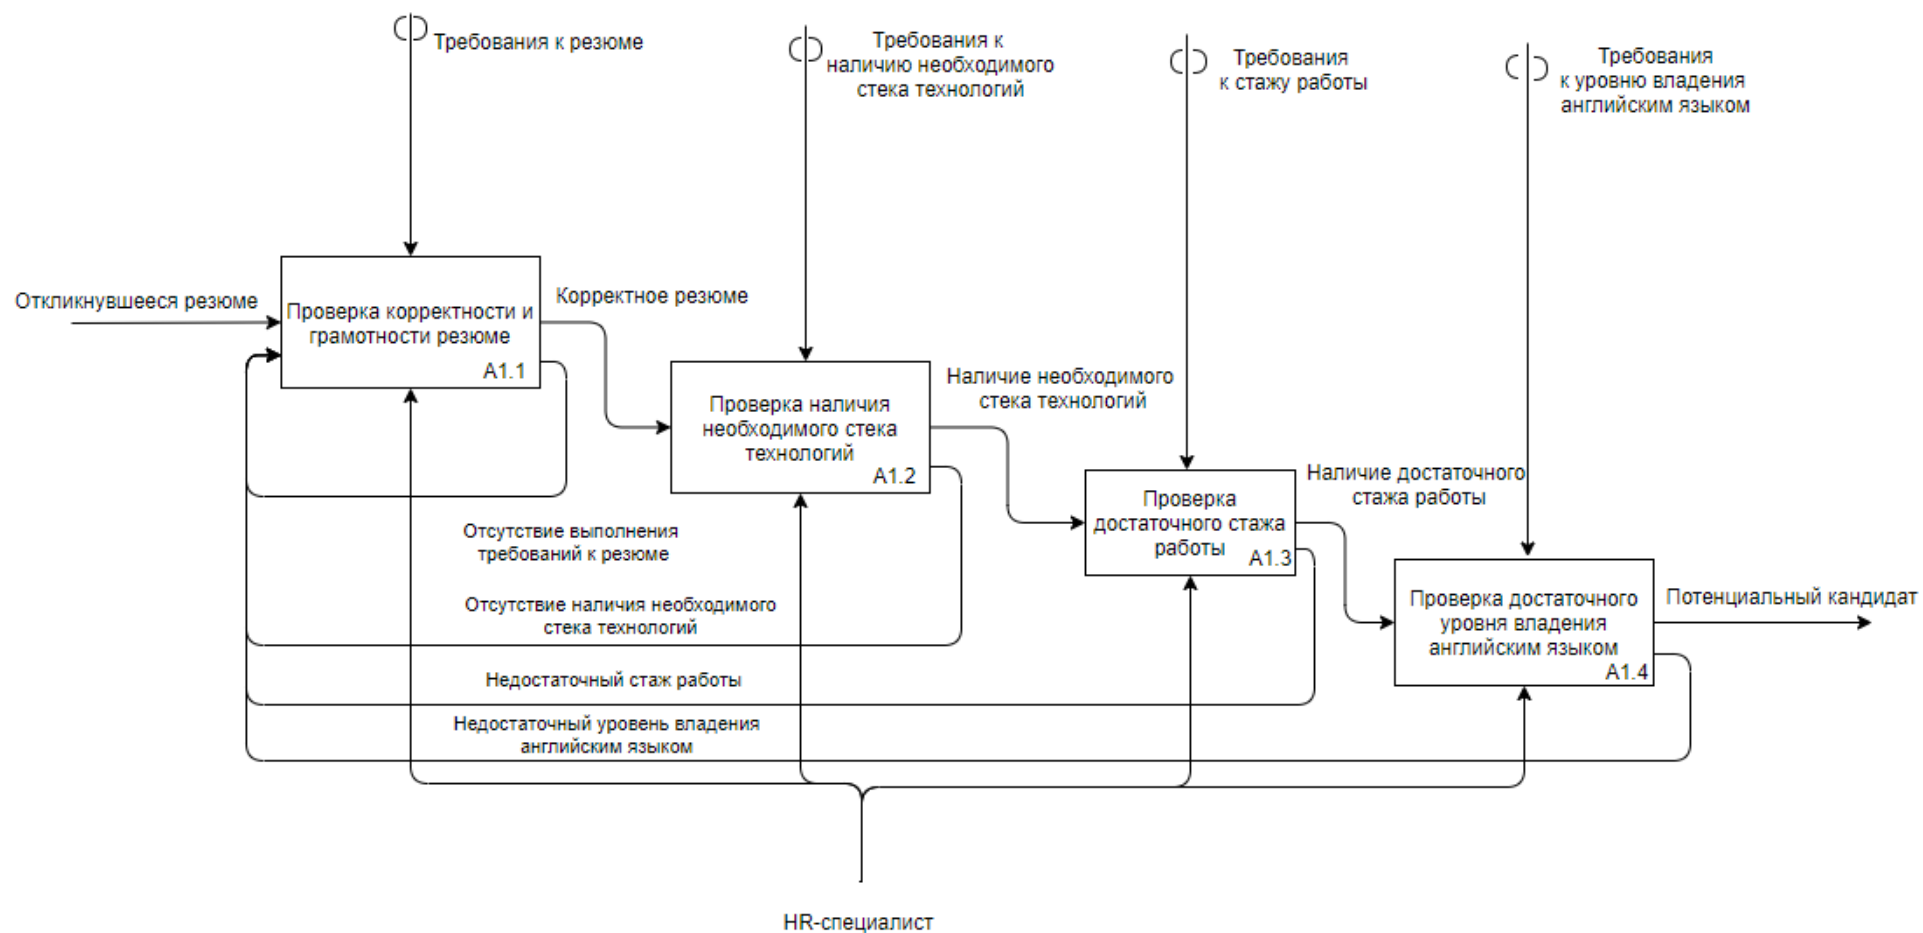 Требования к резюме
Требования к
наличию необходимого
стека технологий
Требования
к стажу работы
Требования
к уровню владения
английским языком
Откликнувшееся резюме
Проверка корректности и
грамотности резюме
A1.1
Корректное резюме
Проверка наличия
необходимого стека
технологий
A1.2
Наличие необходимого
стека технологий
Проверка
достаточного стажа
работы
A1.3
Наличие достаточного
стажа работы
Проверка достаточного
уровня владения
английским языком
A1.4
Потенциальный кандидат
Отсутствие выполнения
требований к резюме
Отсутствие наличия необходимого
стека технологий
Недостаточный стаж работы
Недостаточный уровень владения
английским языком
HR-специалист